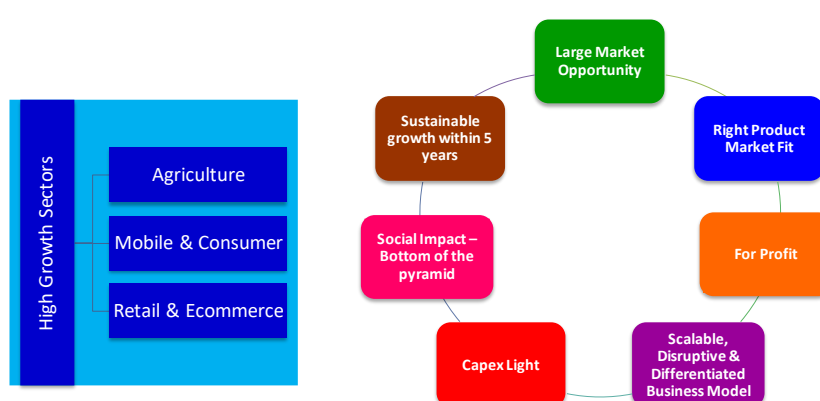 High Growth Sectors
Agriculture
Mobile & Consumer
Retail & Ecommerce
Large Market
Opportunity
Right Product
Market Fit
For Profit
Scalable,
Disruptive &
Differentiated
Business Model
Capex Light
Social Impact –
Bottom of the
pyramid
Sustainable
growth within 5
years